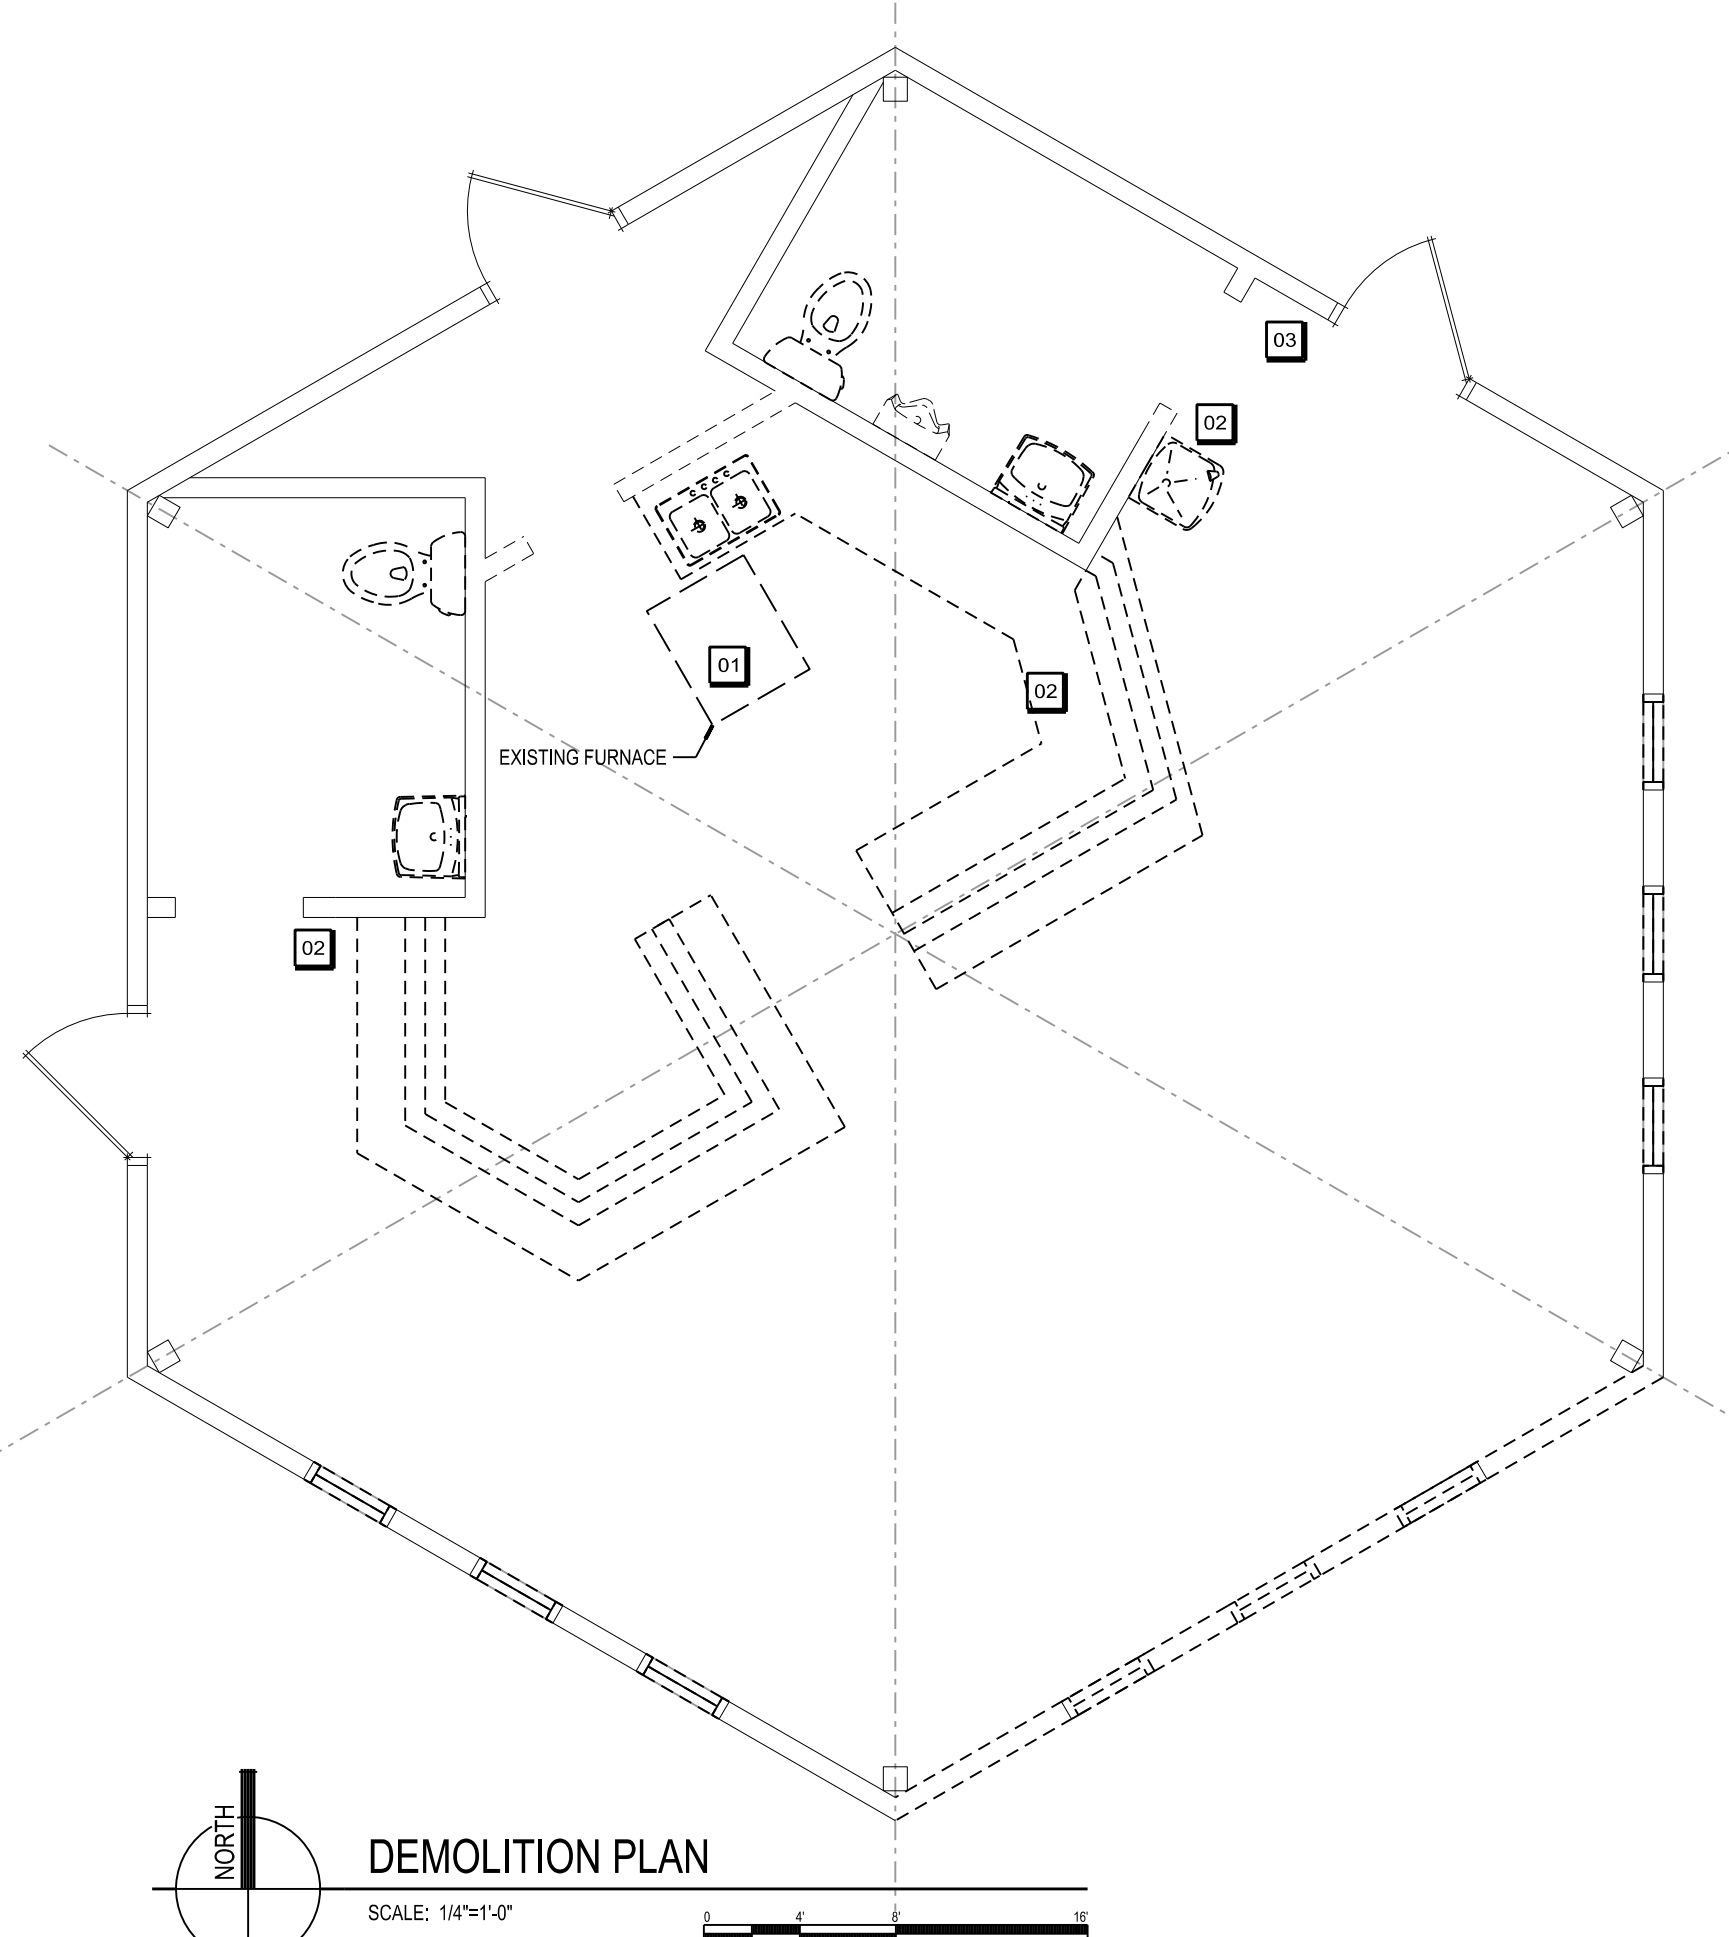 03
02
01
02
EXISTING FURNACE
02
NORTH
DEMOLITION PLAN
SCALE: 1/4"=1'-0"
0 4' 8' 16'